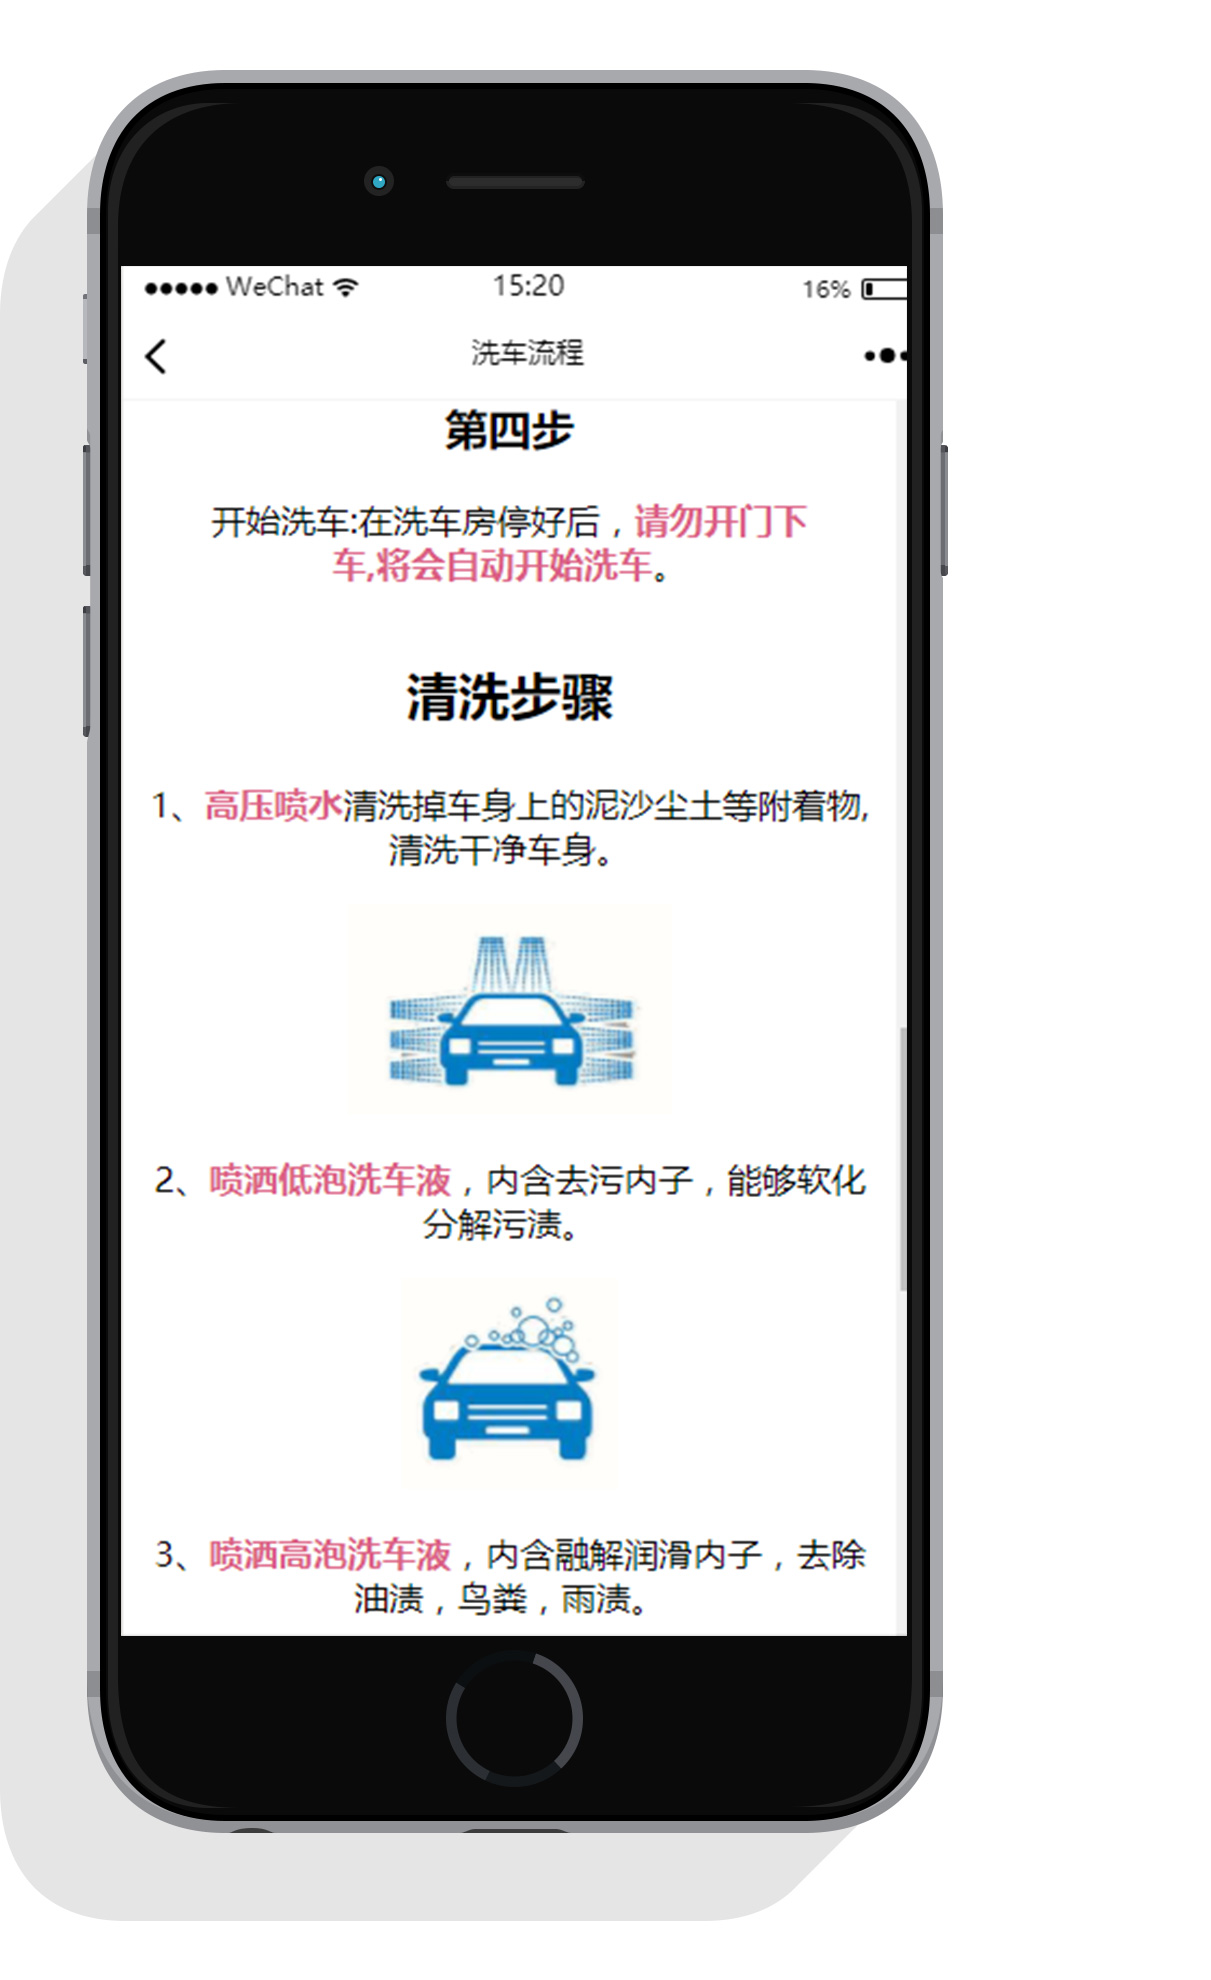 ●●●●● WeChat 15:20 16%
洗车流程
第四步
开始洗车:在洗车房停好后，请勿开门下
车,将会自动开始洗车。
清洗步骤
1、高压喷水清洗掉车身上的泥沙尘土等附着物,
清洗干净车身。
2、喷洒低泡洗车液，内含去污内子，能够软化
分解污渍。
3、喷洒高泡洗车液，内含融解润滑内子，去除
油渍，鸟粪，雨渍。